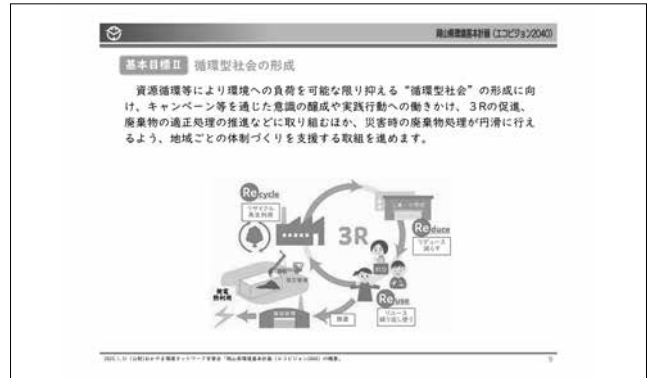 岡山県環境基本計画（エコビジョン2040）
基本目標Ⅱ 循環型社会の形成
資源循環等により環境への負荷を可能な限り抑える“循環型社会”の形成に向
け、キャンペーン等を通じた意識の醸成や実践行動への働きかけ、３Ｒの促進、
廃棄物の適正処理の推進などに取り組むほか、災害時の廃棄物処理が円滑に行え
るよう、地域ごとの体制づくりを支援する取組を進めます。
Recycle
リサイクル
再生利用
3R
Reduce
リデュース
減らす
Reuse
リユース
繰り返し使う
発電
熱利用
9